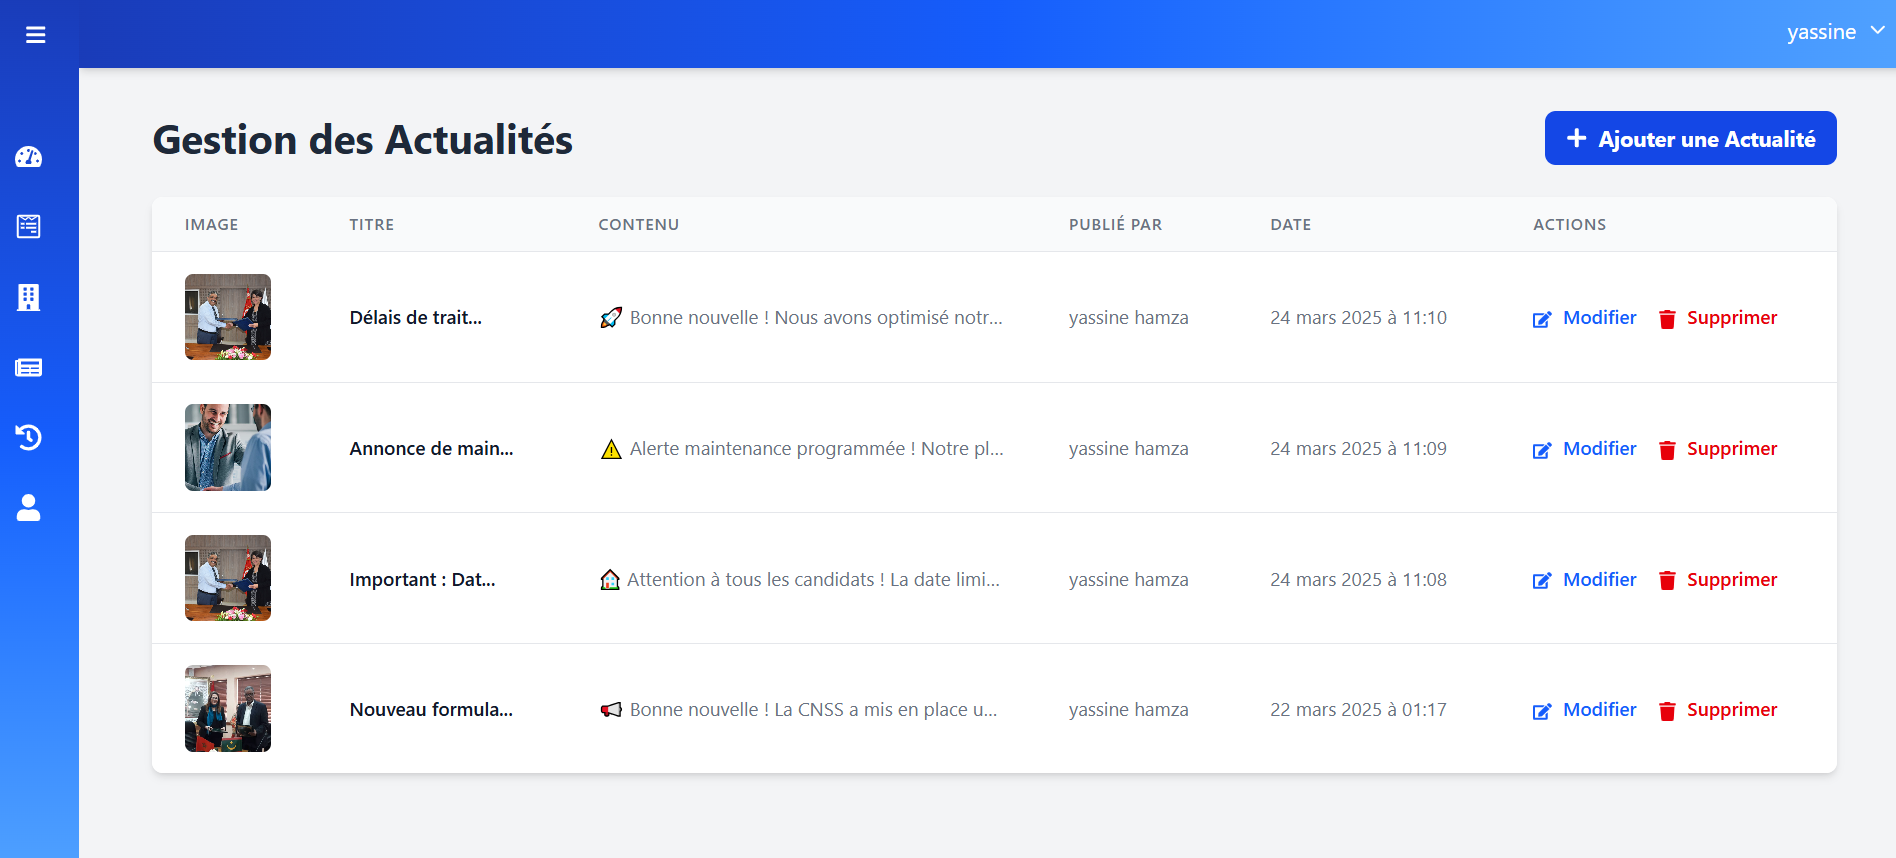 yassine
Gestion des Actualités
Ajouter une Actualité
IMAGE TITRE CONTENU PUBLIÉ PAR DATE ACTIONS
Délais de trait... 🚀 Bonne nouvelle ! Nous avons optimisé notr... yassine hamza 24 mars 2025 à 11:10 Modifier Supprimer
Annonce de main... ⚠️ Alerte maintenance programmée ! Notre pl... yassine hamza 24 mars 2025 à 11:09 Modifier Supprimer
Important : Dat... 🏠 Attention à tous les candidats ! La date limi... yassine hamza 24 mars 2025 à 11:08 Modifier Supprimer
Nouveau formula... 📢 Bonne nouvelle ! La CNSS a mis en place u... yassine hamza 22 mars 2025 à 01:17 Modifier Supprimer